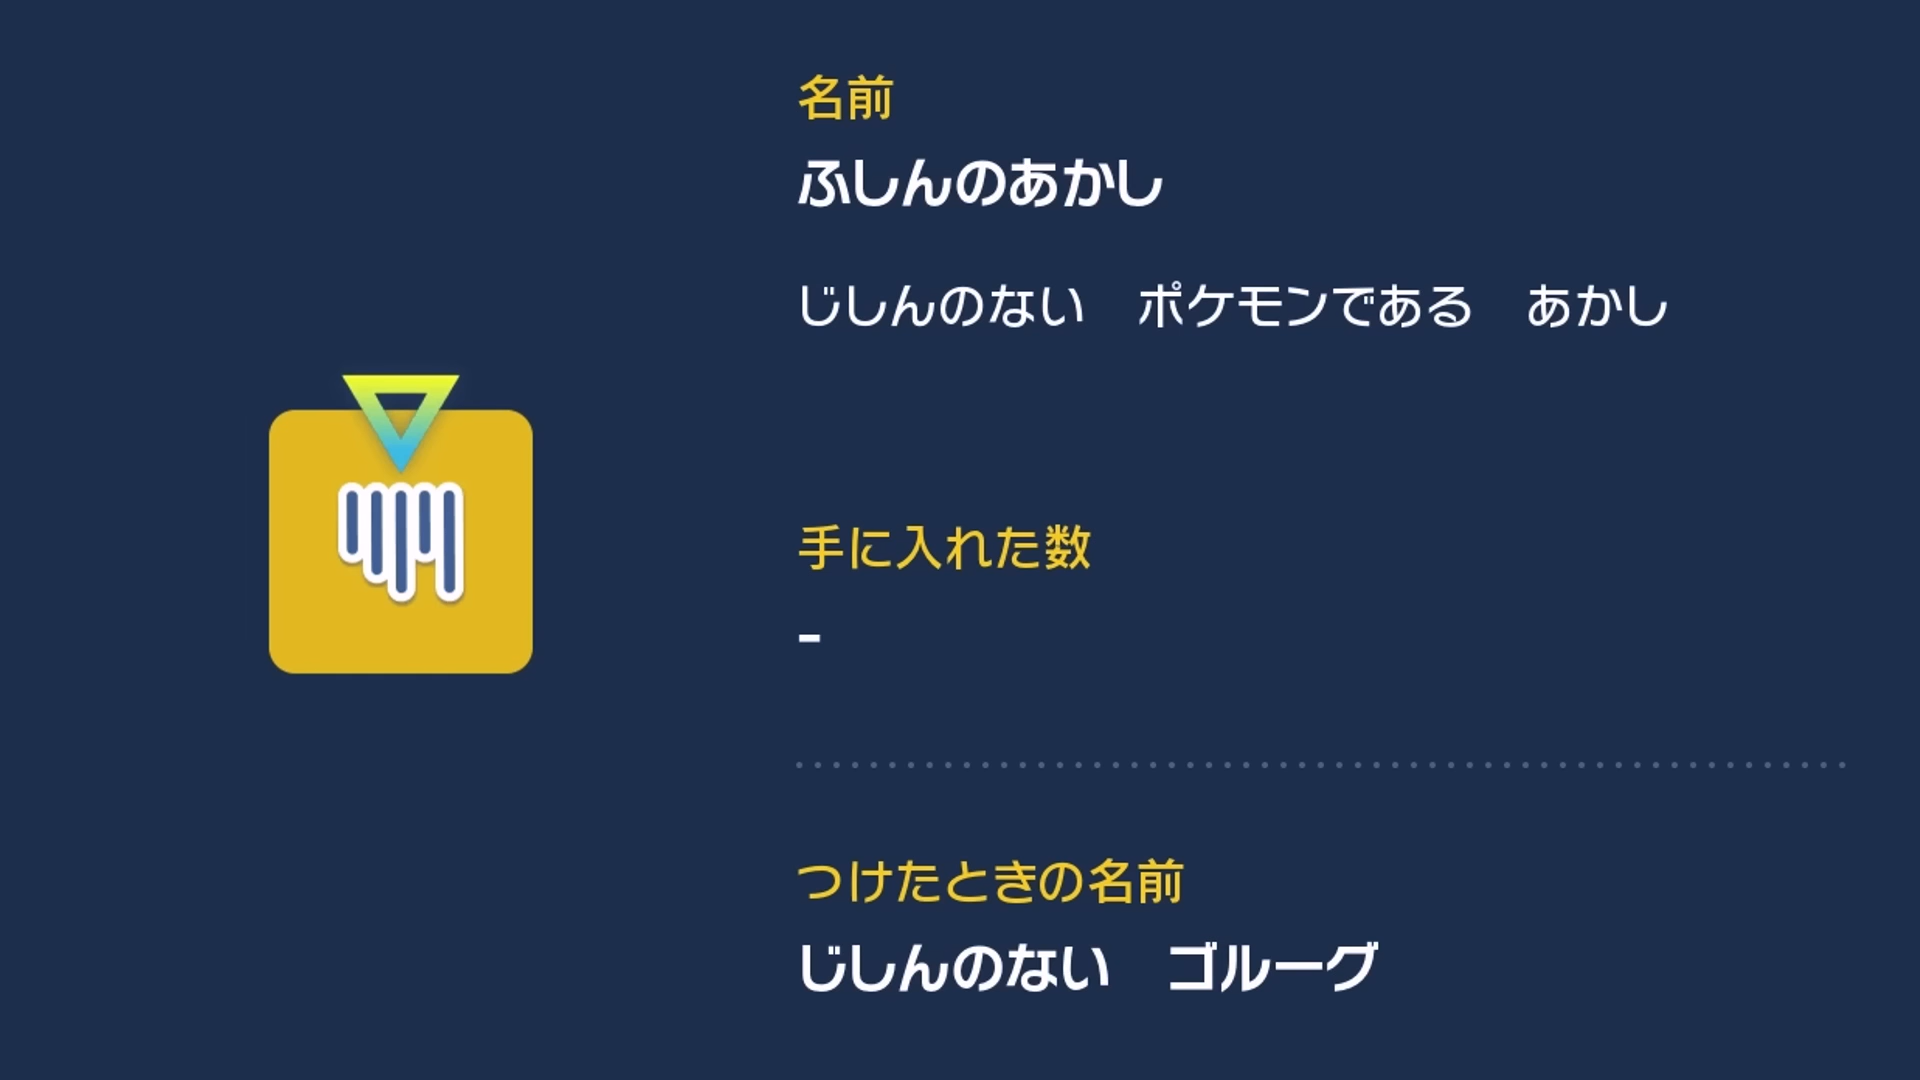 名前
ふしんのあかし
じしんのない　ポケモンである　あかし
手に入れた数
-
つけたときの名前
じしんのない　ゴルーグ